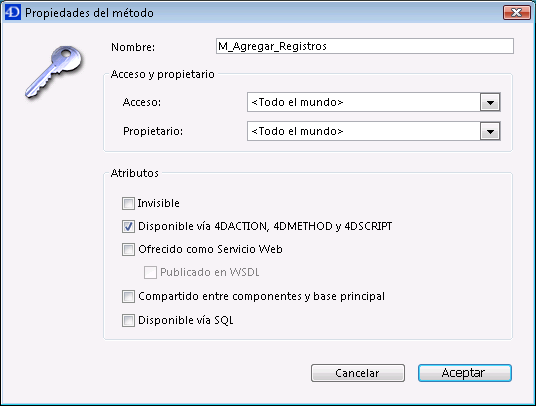 4D Propiedades del método
Nombre: M_Agregar_Registros
Acceso y propietario
Acceso: <Todo el mundo>
Propietario: <Todo el mundo>
Atributos
Invisible
Disponible vía 4DACTION, 4DMETHOD y 4DSCRIPT
Ofrecido como Servicio Web
Publicado en WSDL
Compartido entre componentes y base principal
Disponible vía SQL
Cancelar Aceptar